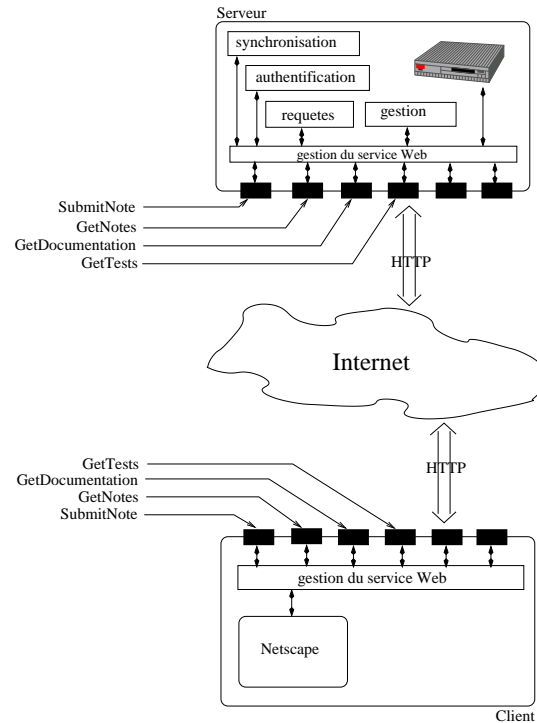 Serveur
synchronisation
authentification
requetes
gestion
gestion du service Web
SubmitNote
GetNotes
GetDocumentation
GetTests
HTTP
Internet
HTTP
GetTests
GetDocumentation
GetNotes
SubmitNote
gestion du service Web
Netscape
Client